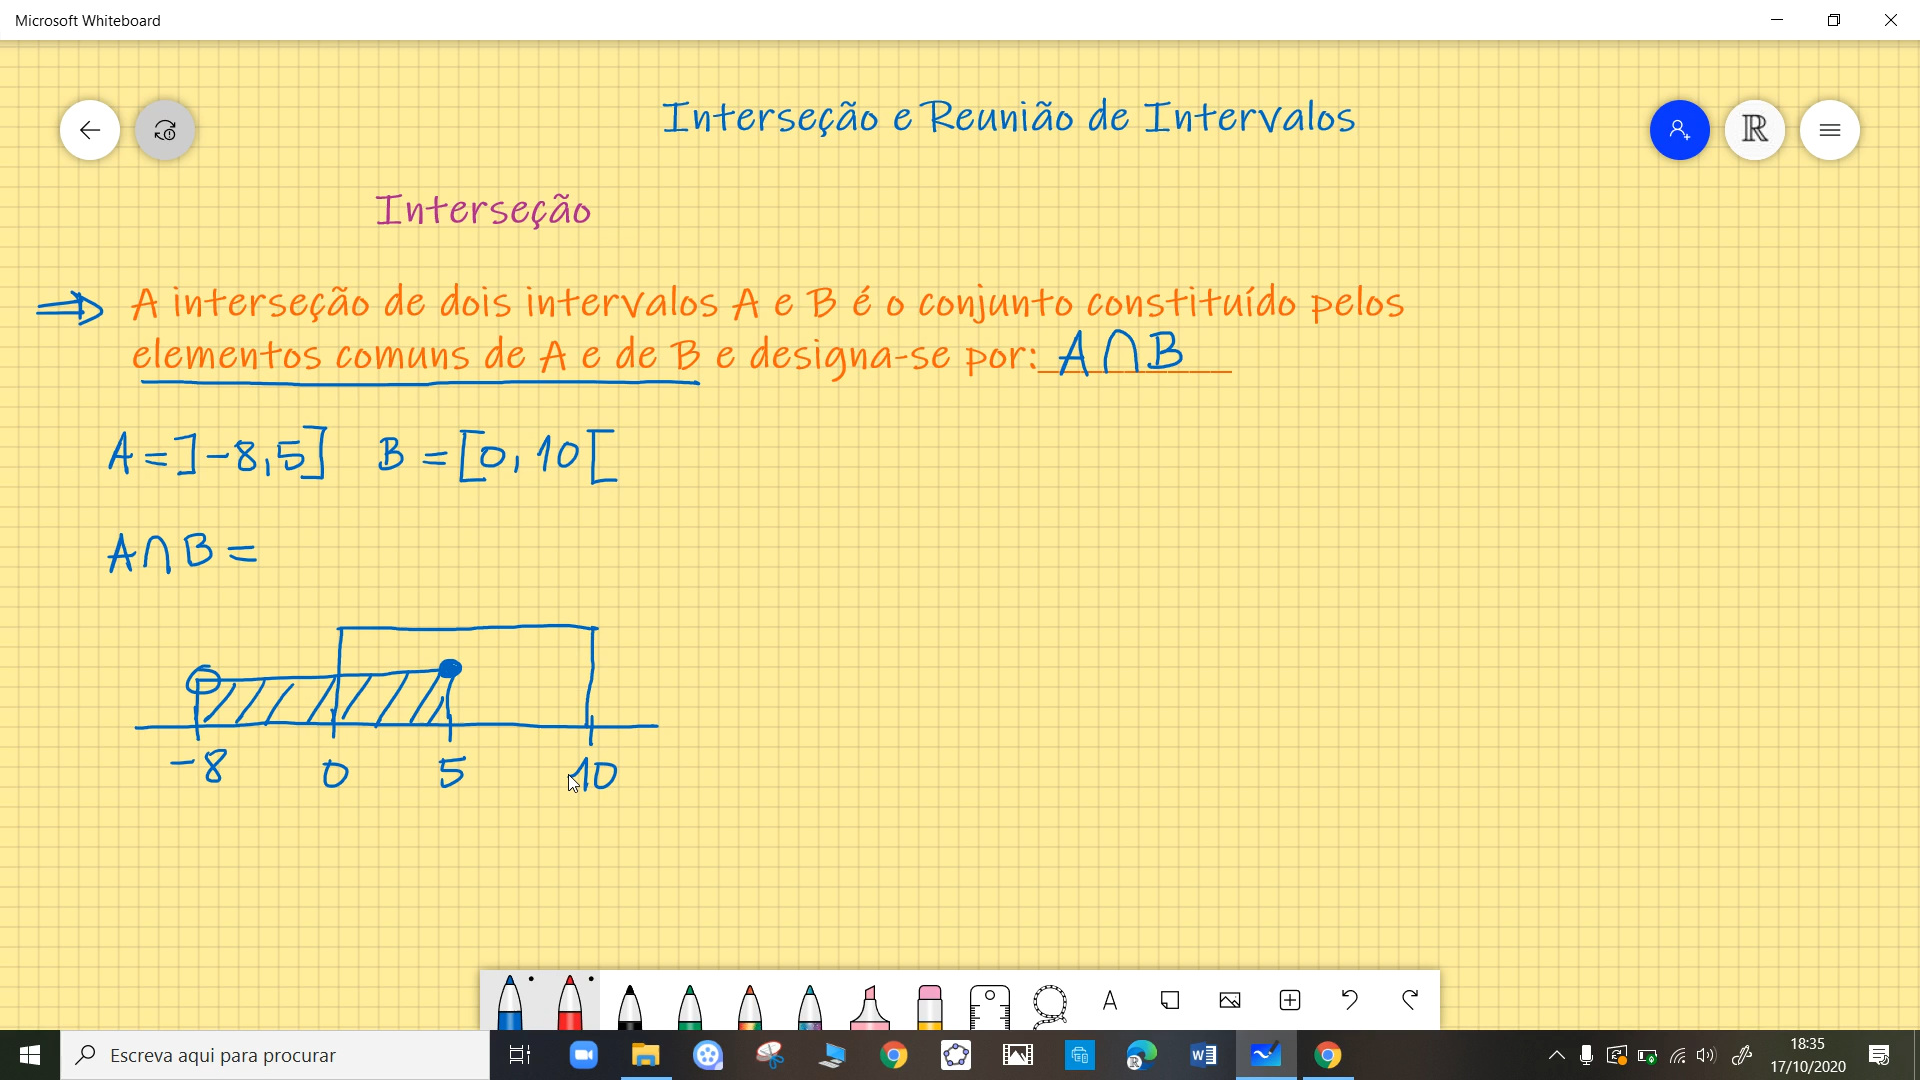 Microsoft Whiteboard
Interseção e Reunião de Intervalos
ℝ
Interseção
⇒ A interseção de dois intervalos A e B é o conjunto constituído pelos
elementos comuns de A e de B e designa-se por: A∩B
A = ]-8,5] B = [0, 10[
A∩B =
-8 0 5 10
A
Escreva aqui para procurar
18:35
17/10/2020